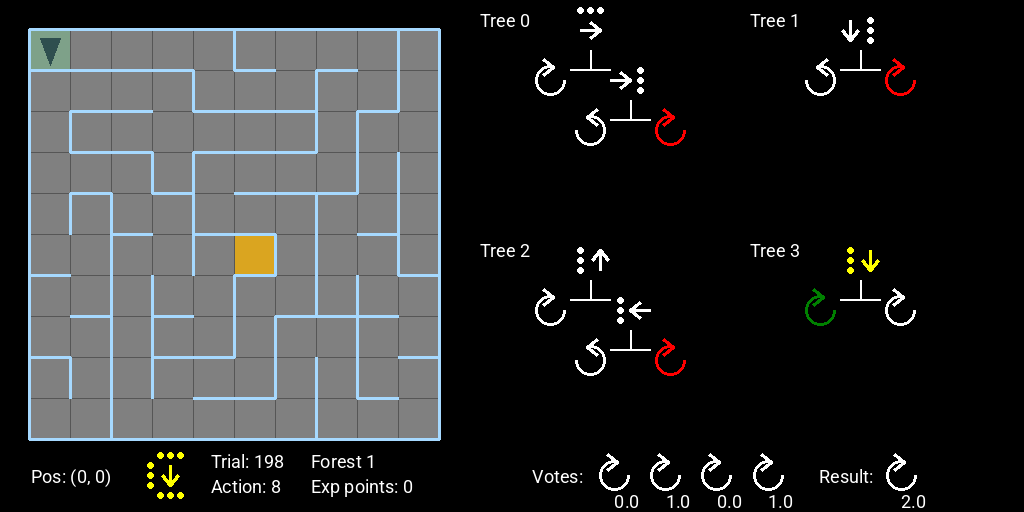 Tree 0
Tree 1
Tree 2
Tree 3
Pos: (0, 0)
Trial: 198
Forest 1
Action: 8
Exp points: 0
Votes:
0.0
1.0
0.0
1.0
Result:
2.0